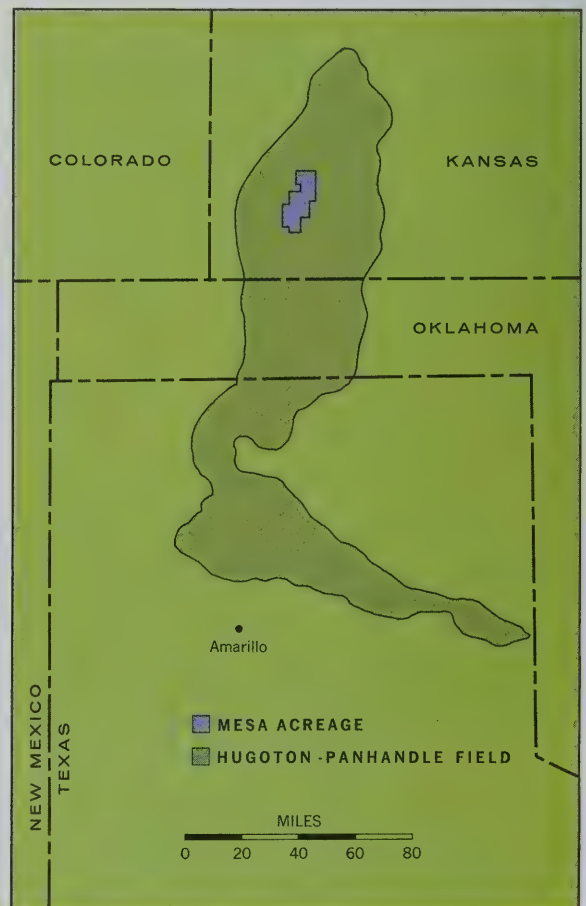 COLORADO
KANSAS
OKLAHOMA
Amarillo
NEW MEXICO
TEXAS
MESA ACREAGE
HUGOTON-PANHANDLE FIELD
MILES
0 20 40 60 80